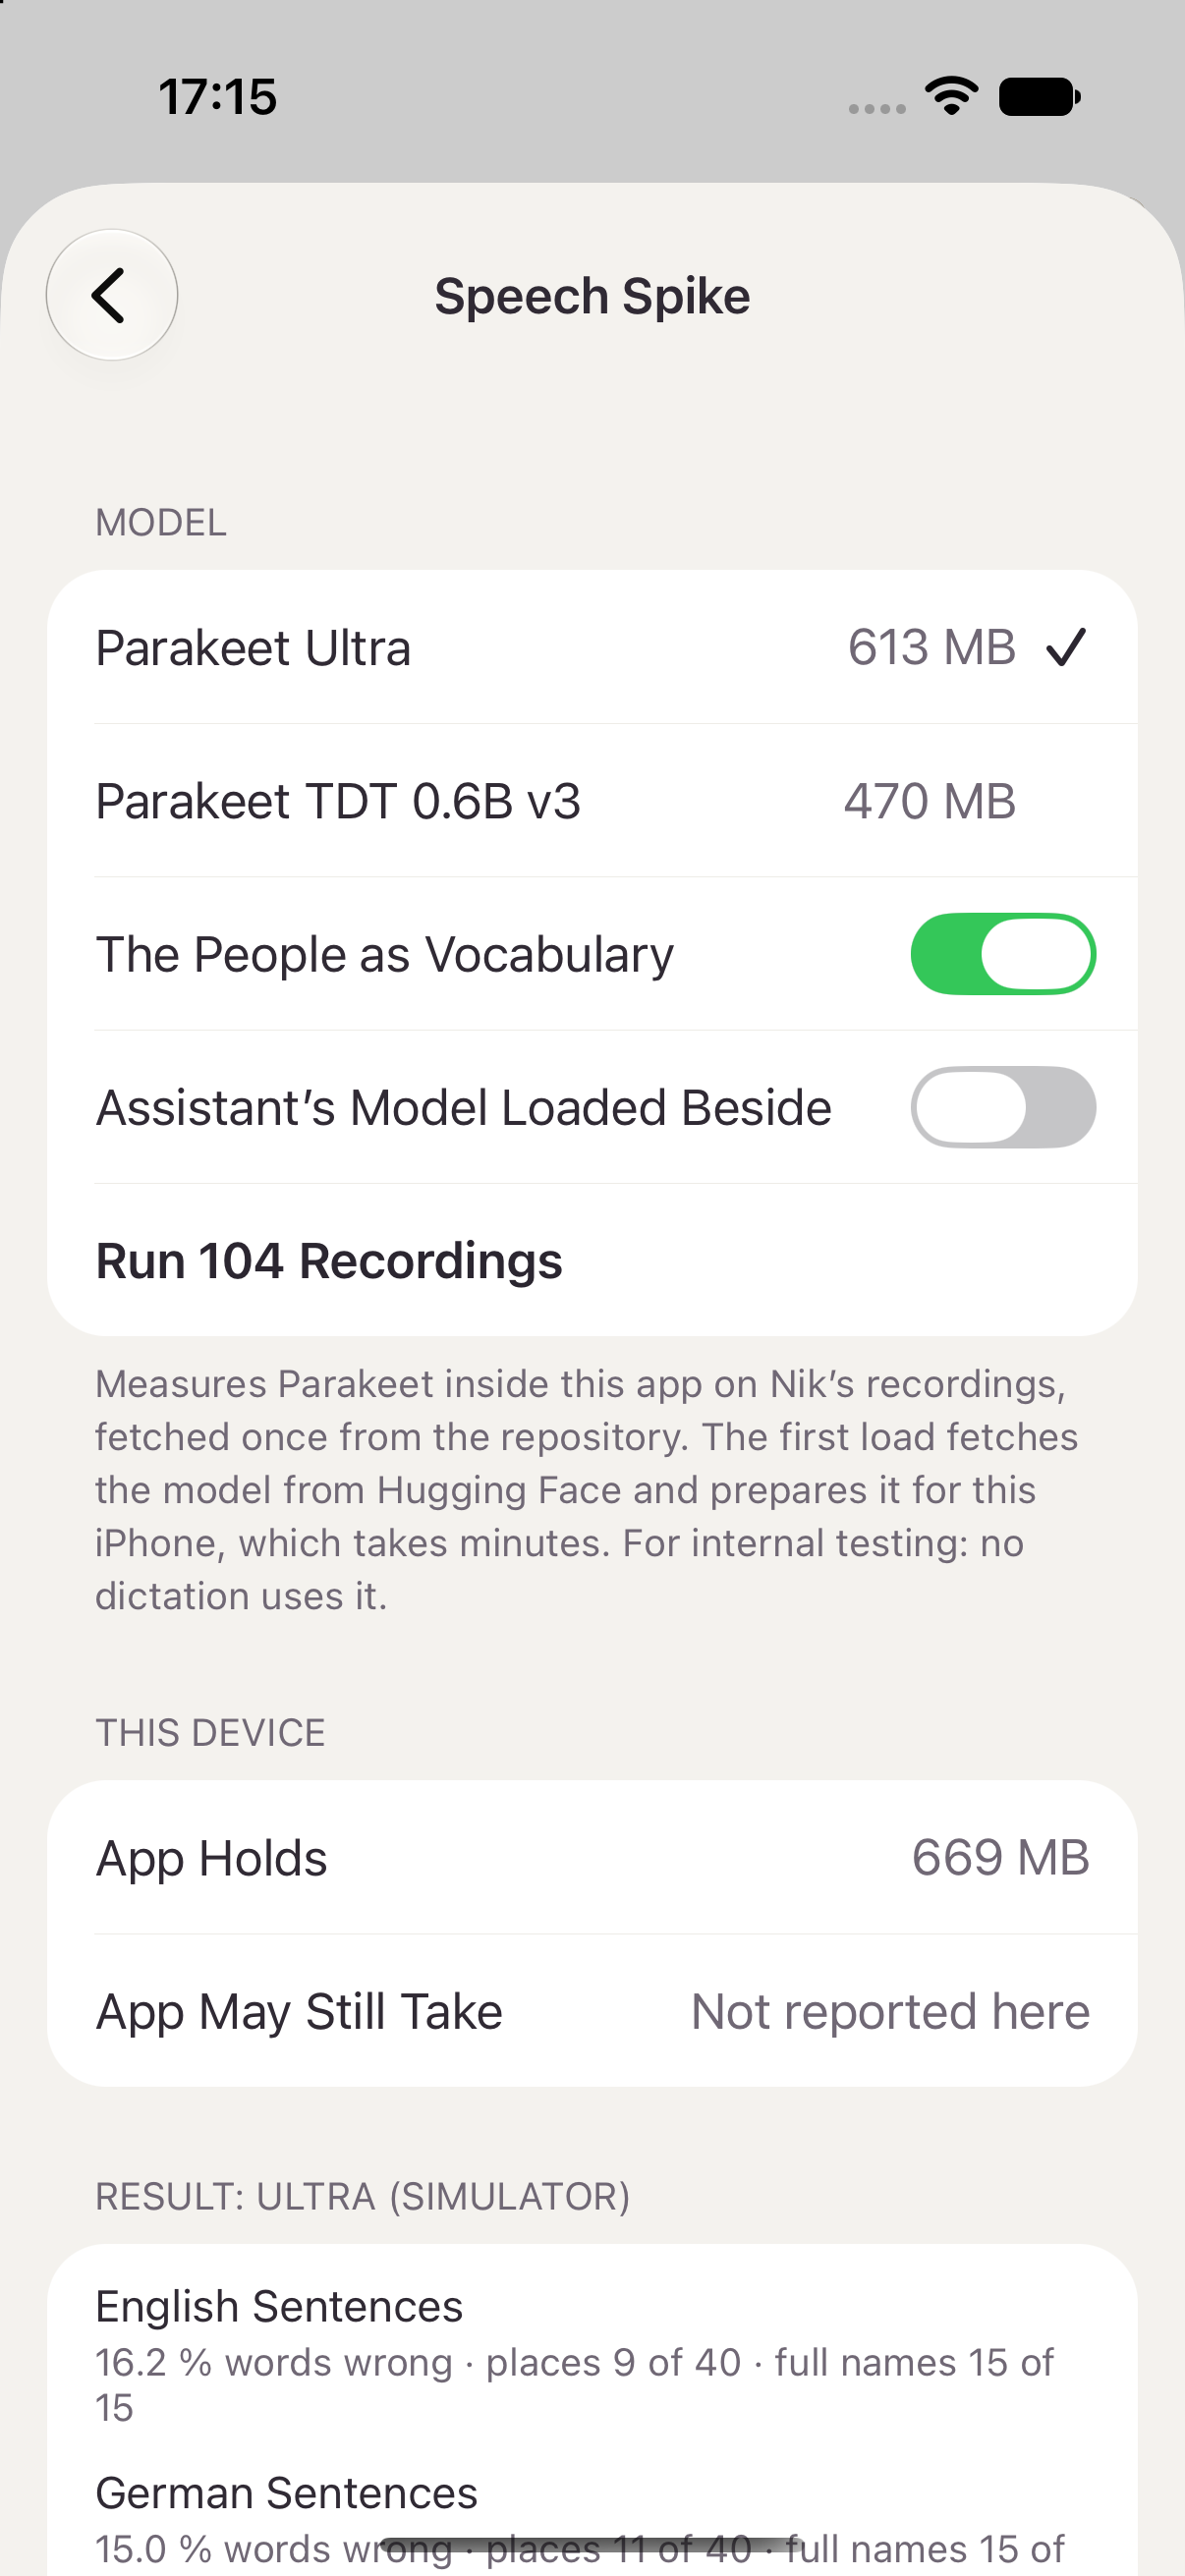 17:15
Speech Spike
MODEL
Parakeet Ultra 613 MB
Parakeet TDT 0.6B v3 470 MB
The People as Vocabulary
Assistant’s Model Loaded Beside
Run 104 Recordings
Measures Parakeet inside this app on Nik’s recordings,
fetched once from the repository. The first load fetches
the model from Hugging Face and prepares it for this
iPhone, which takes minutes. For internal testing: no
dictation uses it.
THIS DEVICE
App Holds 669 MB
App May Still Take Not reported here
RESULT: ULTRA (SIMULATOR)
English Sentences
16.2 % words wrong · places 9 of 40 · full names 15 of
15
German Sentences
15.0 % words wrong · places 11 of 40 · full names 15 of